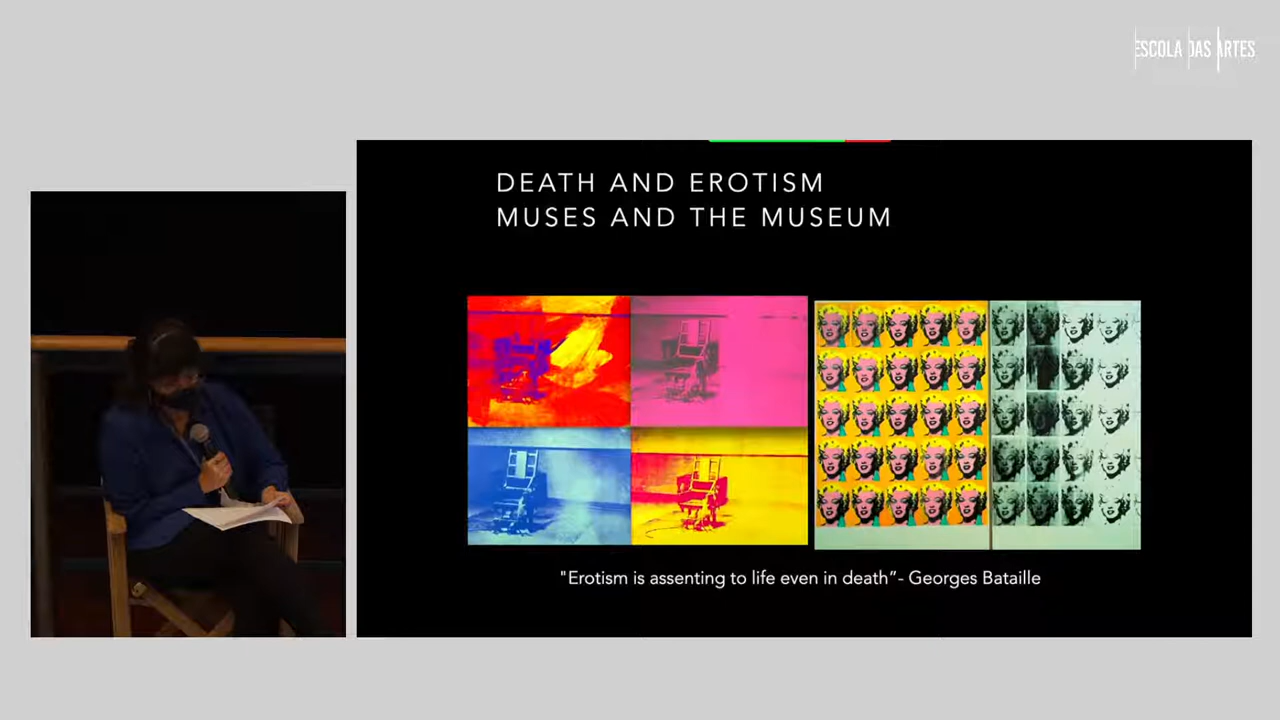 ESCOLA DAS ARTES
DEATH AND EROTISM
MUSES AND THE MUSEUM
"Erotism is assenting to life even in death”- Georges Bataille